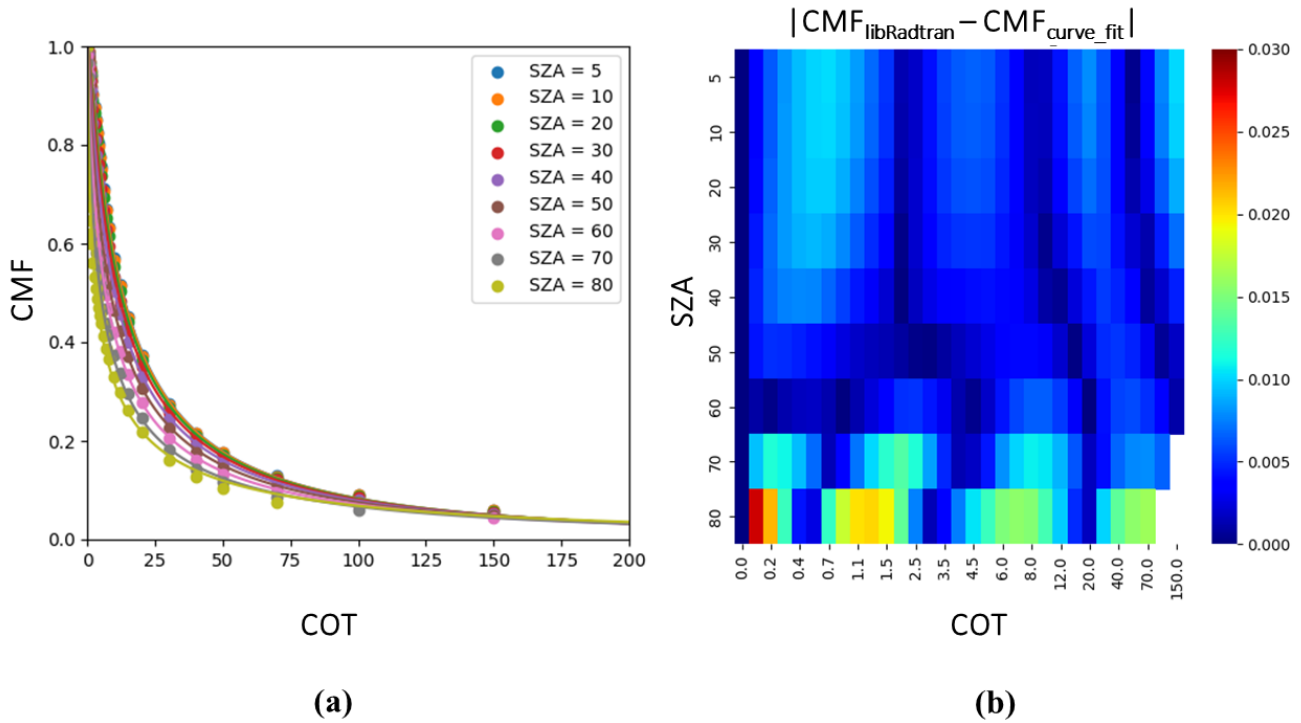 |CMFlibRadtran – CMFcurve_fit|
1.0
0.8
0.6
0.4
0.2
0.0
CMF
SZA = 5
SZA = 10
SZA = 20
SZA = 30
SZA = 40
SZA = 50
SZA = 60
SZA = 70
SZA = 80
0 25 50 75 100 125 150 175 200
COT
(a)
SZA
5
10
20
30
40
50
60
70
80
0.0 0.2 0.4 0.7 1.1 1.5 2.5 3.5 4.5 6.0 8.0 12.0 20.0 40.0 70.0 150.0
COT
0.030
0.025
0.020
0.015
0.010
0.005
0.000
(b)